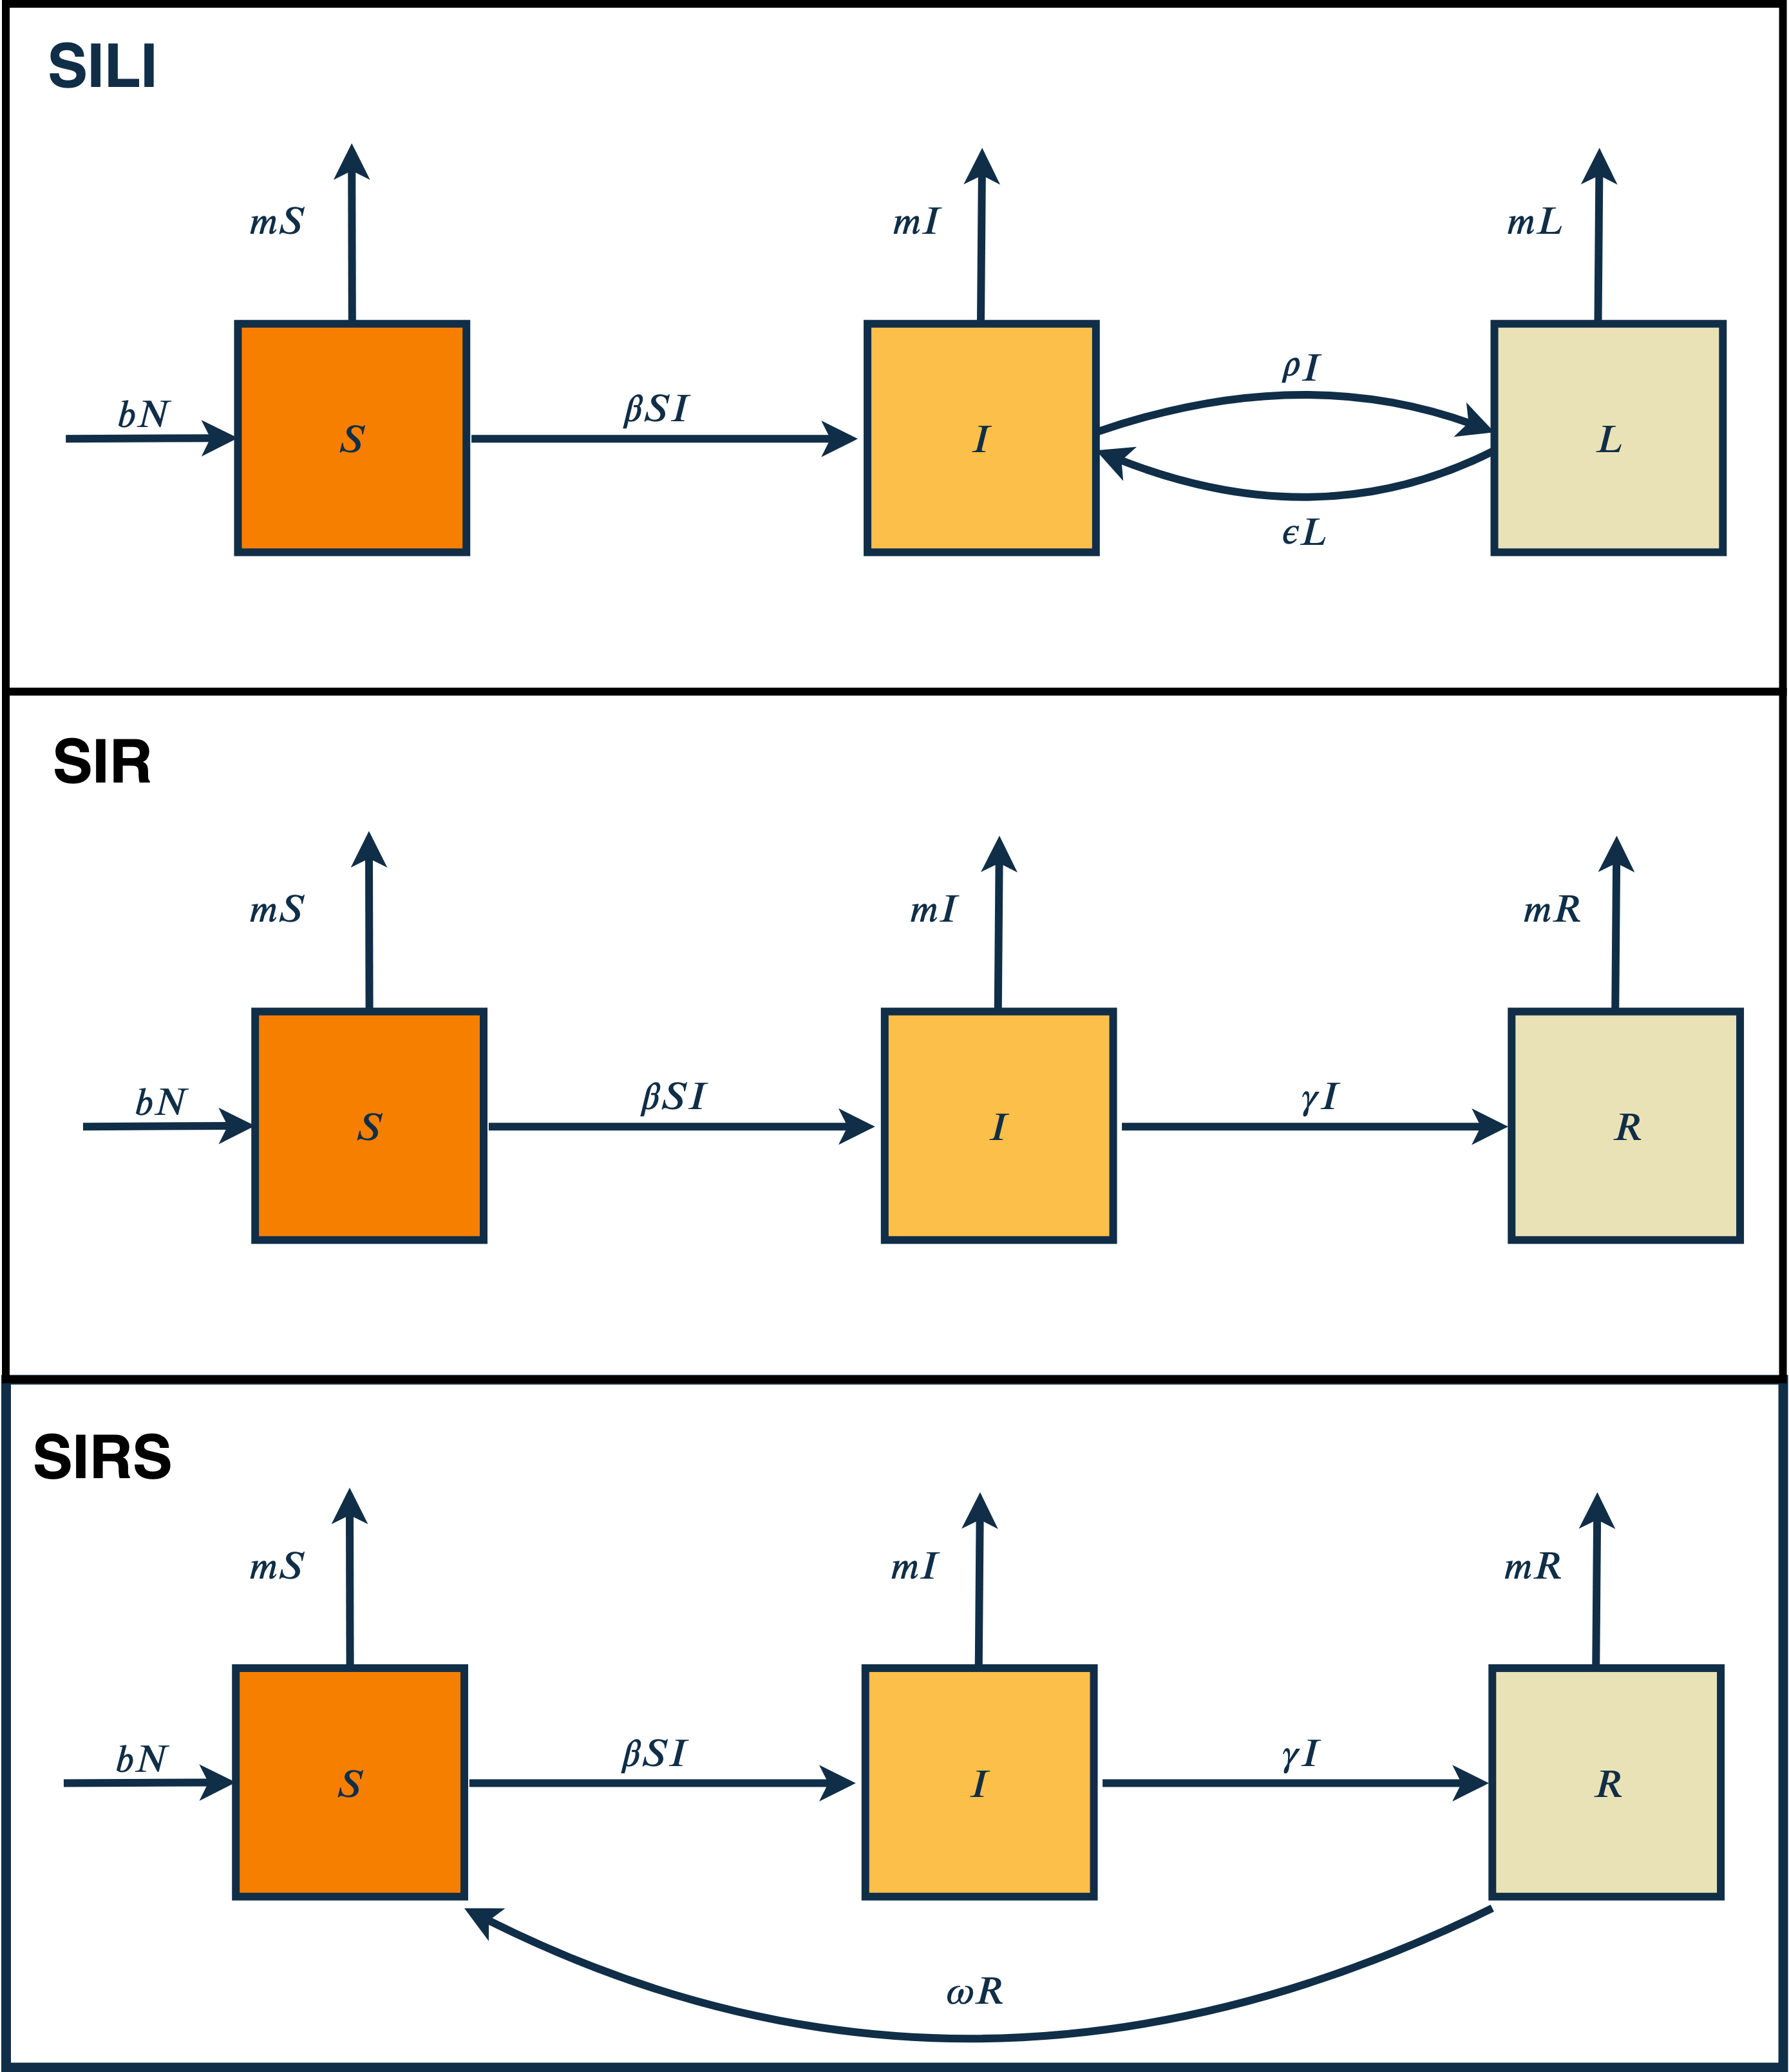 SILI
mS
mI
mL
bN
S
βSI
I
ρI
ϵL
L
SIR
mS
mI
mR
bN
S
βSI
I
γI
R
SIRS
mS
mI
mR
bN
S
βSI
I
γI
R
ωR